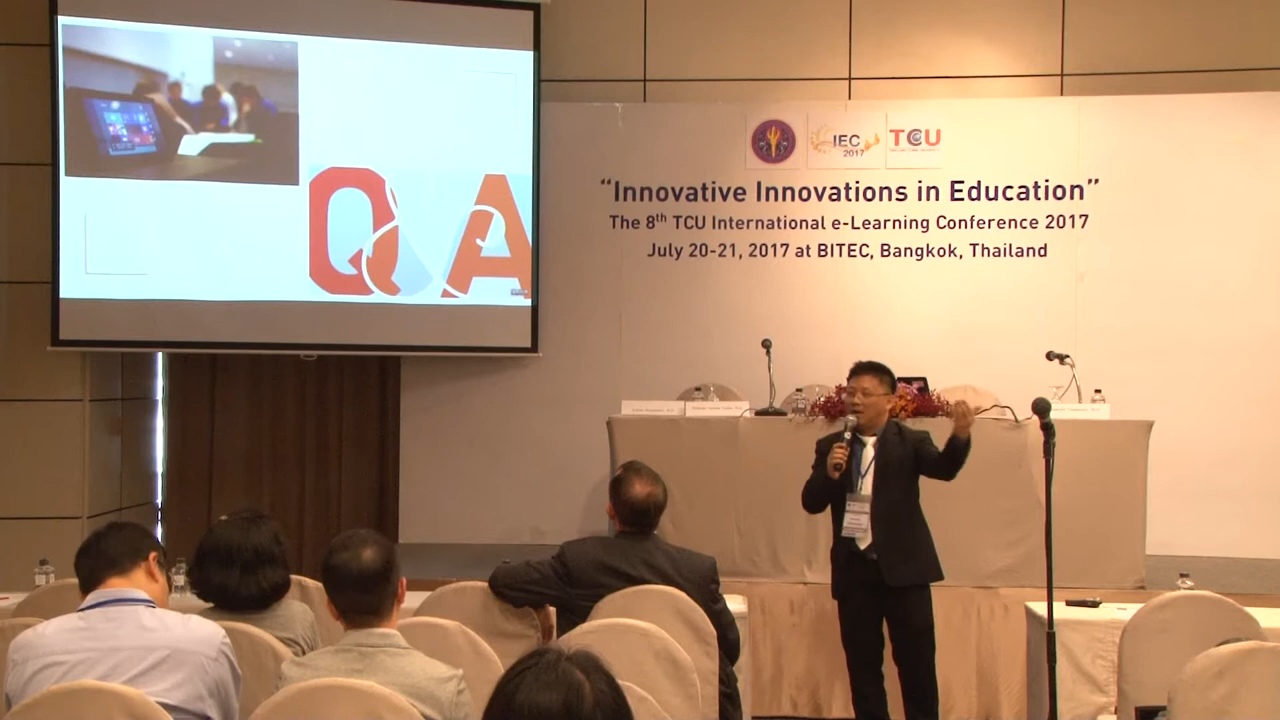 QA
IEC
2017
TCU
“Innovative Innovations in Education”
The 8th TCU International e-Learning Conference 2017
July 20-21, 2017 at BITEC, Bangkok, Thailand